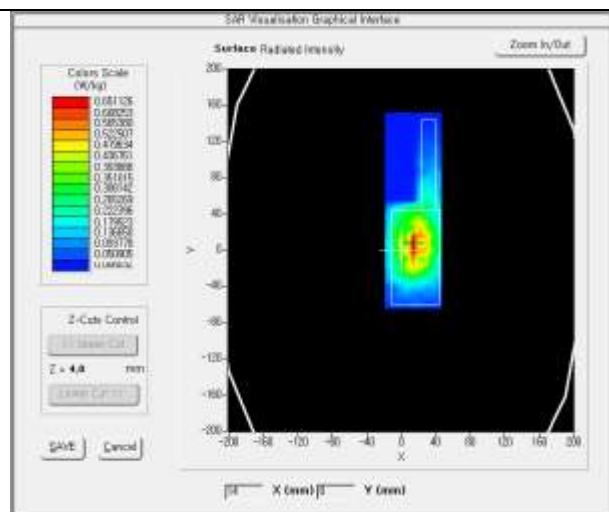 SAR Visualisation Graphical Interface
Surface Radiated Intensity
Zoom In/Out
Colors Scale
(W/kg)
0.651126
0.608253
0.565380
0.522507
0.479634
0.436761
0.393888
0.351015
0.308142
0.265269
0.222396
0.179523
0.136650
0.093778
0.050905
Z-Cuts Control
Z = 4,0 mm
SAVE
Cancel
200-
160-
120-
80-
40-
0-
-40-
-80-
-120-
-160-
-200-
-200 -160 -120 -80 -40 0 40 80 120 160 200
Y
X
X (mm)
Y (mm)